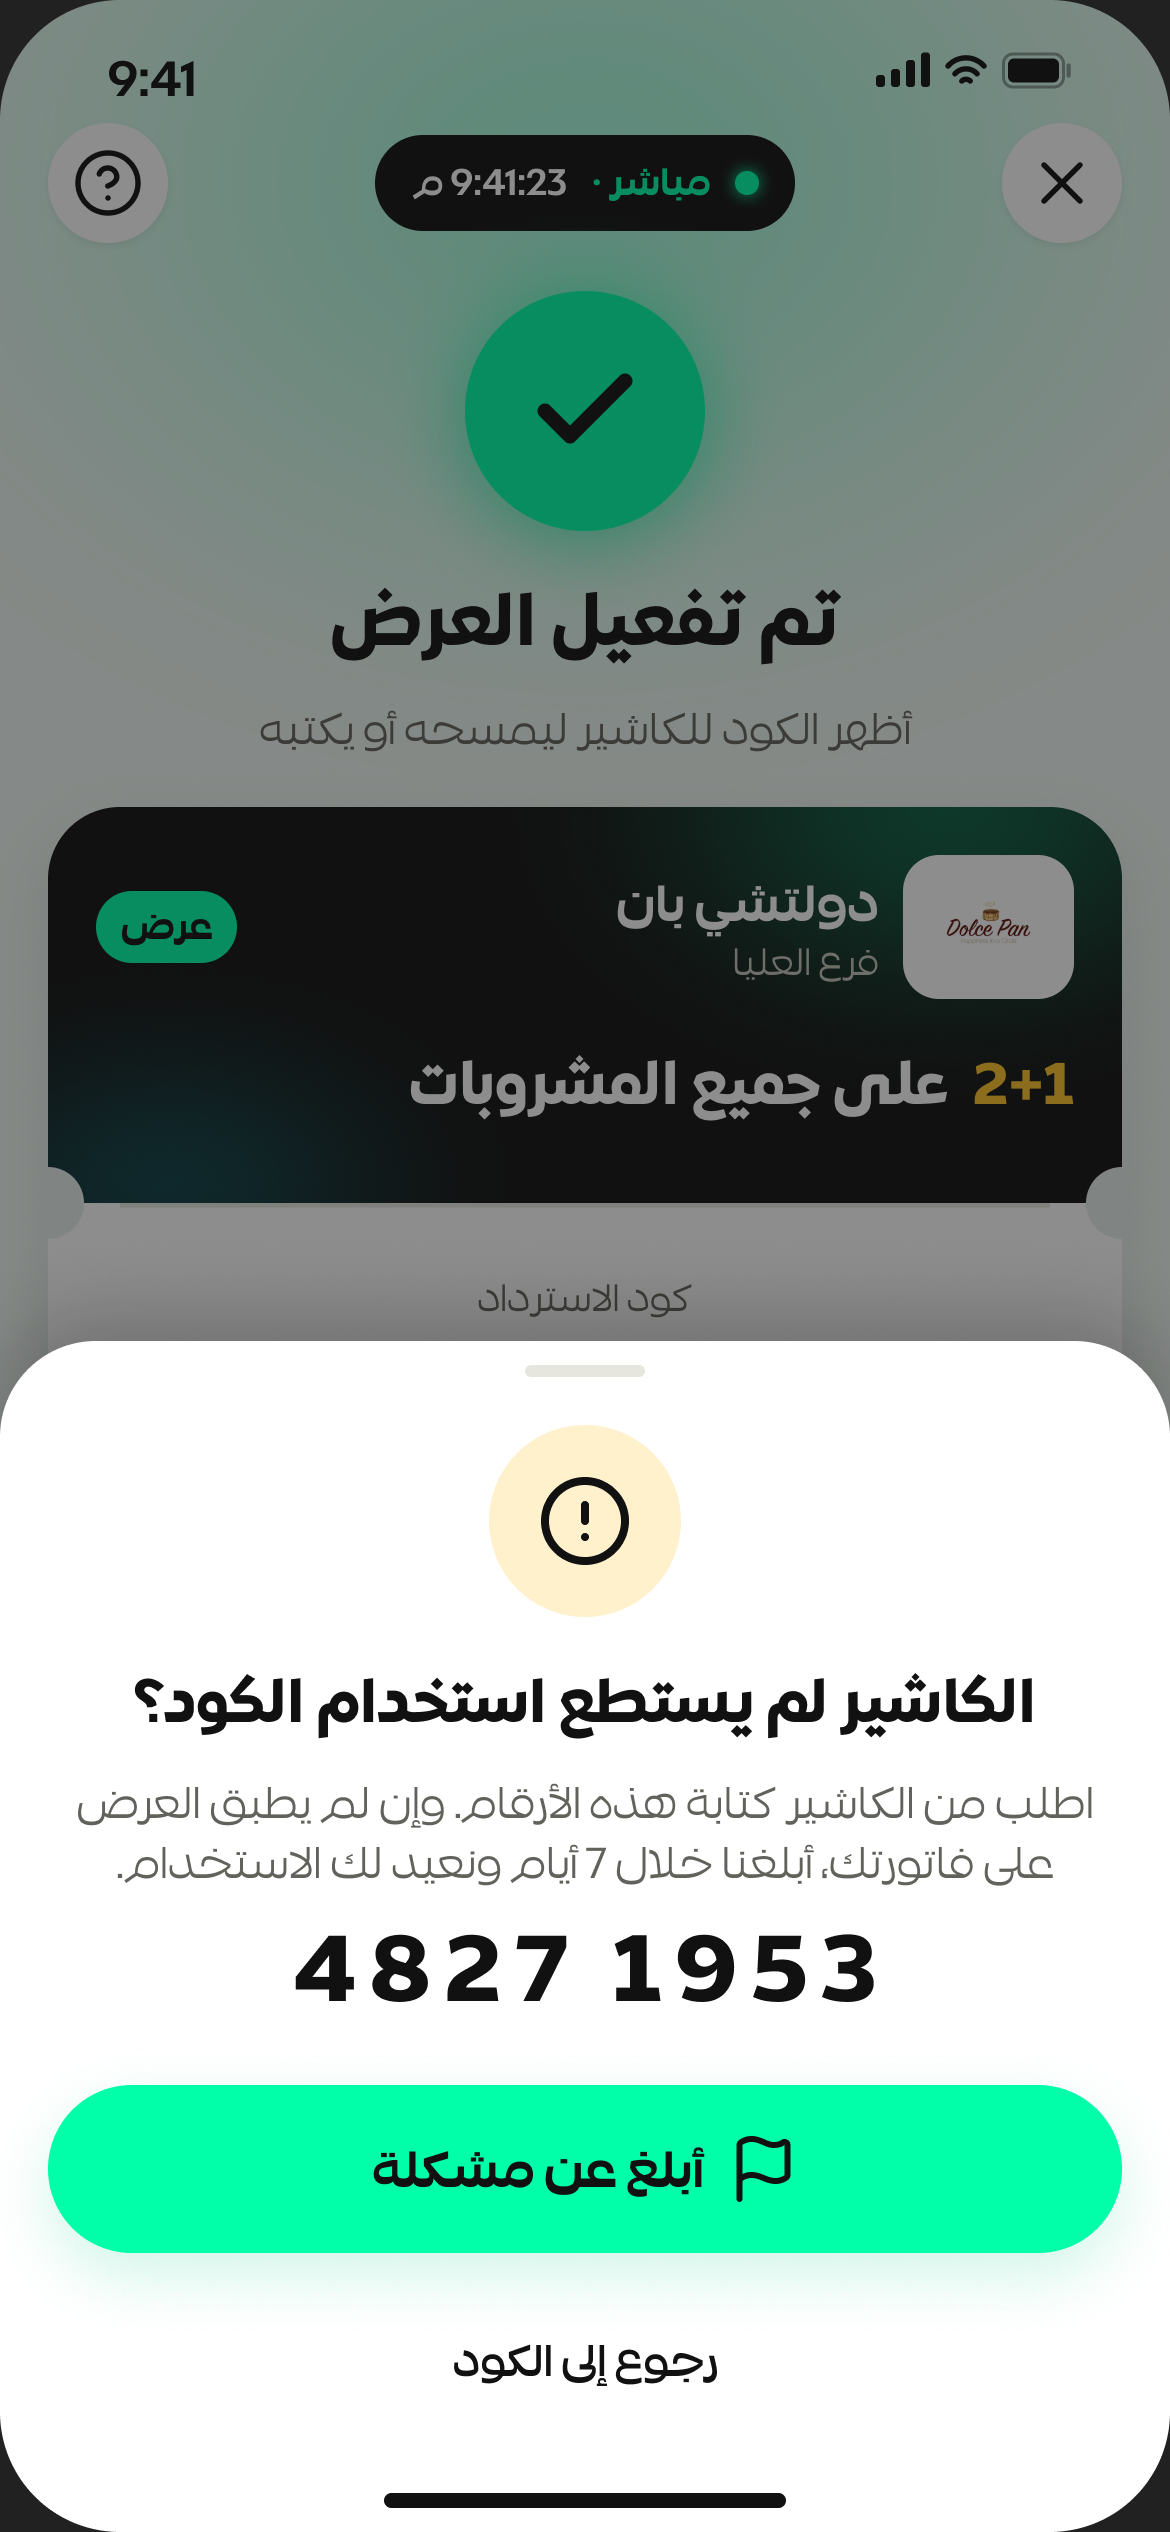 9:41
مباشر · 9:41:23 م
تم تفعيل العرض
أظهر الكود للكاشير ليمسحه أو يكتبه
Dolce Pan
دولتشي بان
فرع العليا
عرض
2+1 على جميع المشروبات
كود الاسترداد
الكاشير لم يستطع استخدام الكود؟
اطلب من الكاشير كتابة هذه الأرقام. وإن لم يطبق العرض
على فاتورتك، أبلغنا خلال 7 أيام ونعيد لك الاستخدام.
4827 1953
أبلغ عن مشكلة
رجوع إلى الكود